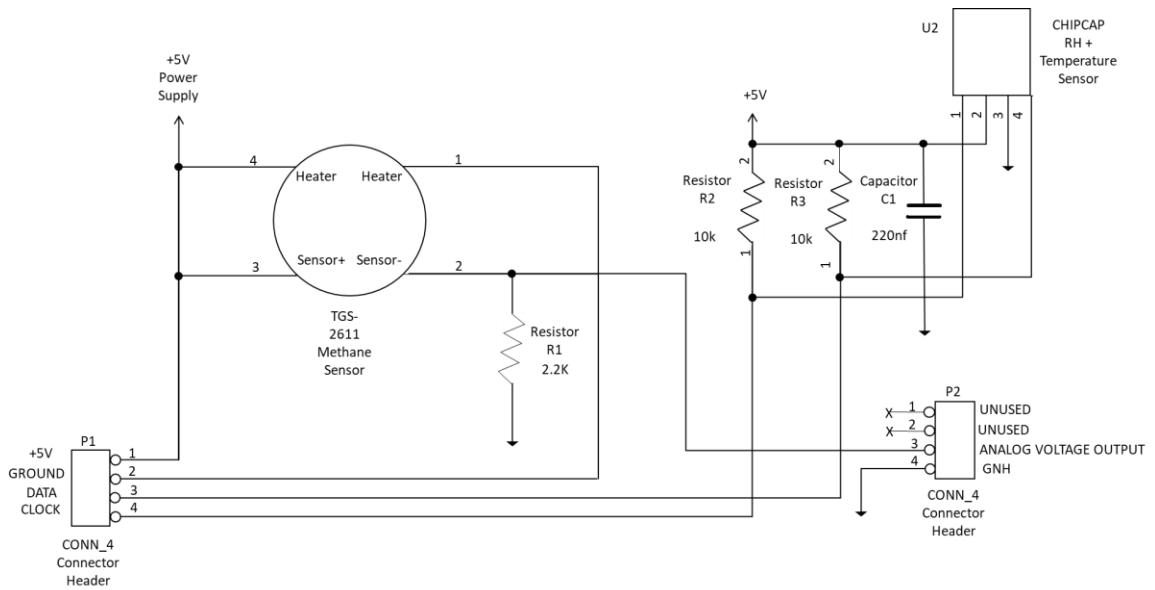 U2
CHIPCAP
RH +
Temperature
Sensor
1
2
3
4
+5V
Power
Supply
+5V
4
Heater
Heater
1
3
Sensor+
Sensor-
2
TGS-
2611
Methane
Sensor
Resistor
R1
2.2K
2
Resistor
R2
10k
1
2
Resistor
R3
10k
1
Capacitor
C1
220nf
P1
+5V
1
GROUND
2
DATA
3
CLOCK
4
CONN_4
Connector
Header
P2
X
1
UNUSED
X
2
UNUSED
3
ANALOG VOLTAGE OUTPUT
4
GNH
CONN_4
Connector
Header